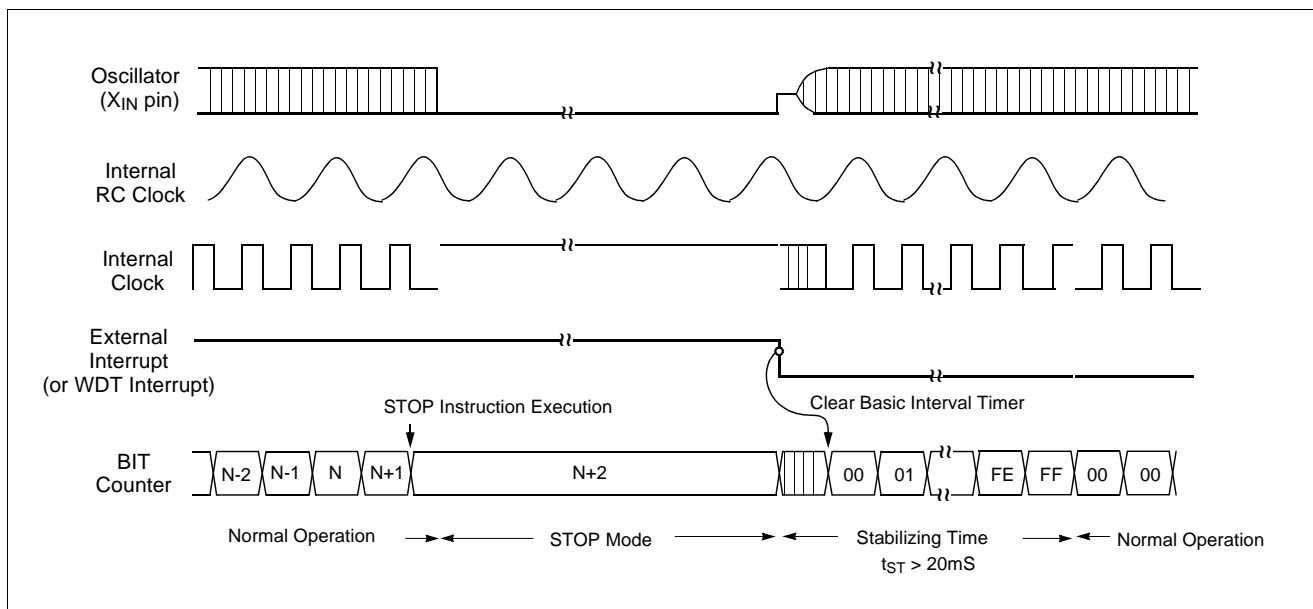 Oscillator
(XIN pin)
Internal
RC Clock
Internal
Clock
External
Interrupt
(or WDT Interrupt)
STOP Instruction Execution
Clear Basic Interval Timer
BIT
Counter
N-2 N-1 N N+1 N+2 00 01 FE FF 00 00
Normal Operation STOP Mode Stabilizing Time Normal Operation
tST > 20mS